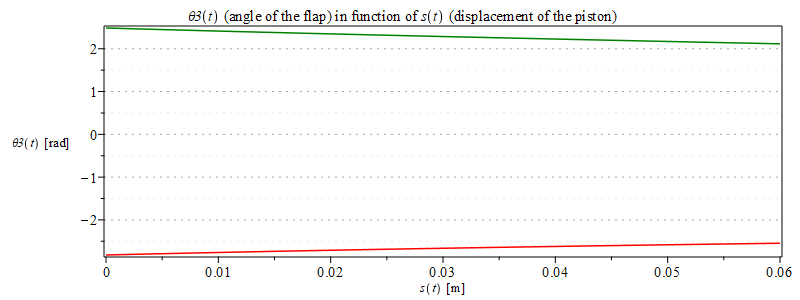 θ3(t) (angle of the flap) in function of s(t) (displacement of the piston)
2
1
0
−1
−2
θ3(t) [rad]
0 0.01 0.02 0.03 0.04 0.05 0.06
s(t) [m]